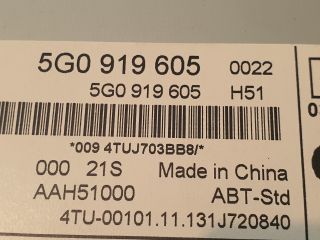 5G0 919 605 0022
5G0 919 605 H51
*009 4TUJ703BB8/*
000 21S Made in China
AAH51000 ABT-Std
4TU-00101.11.131J720840
0